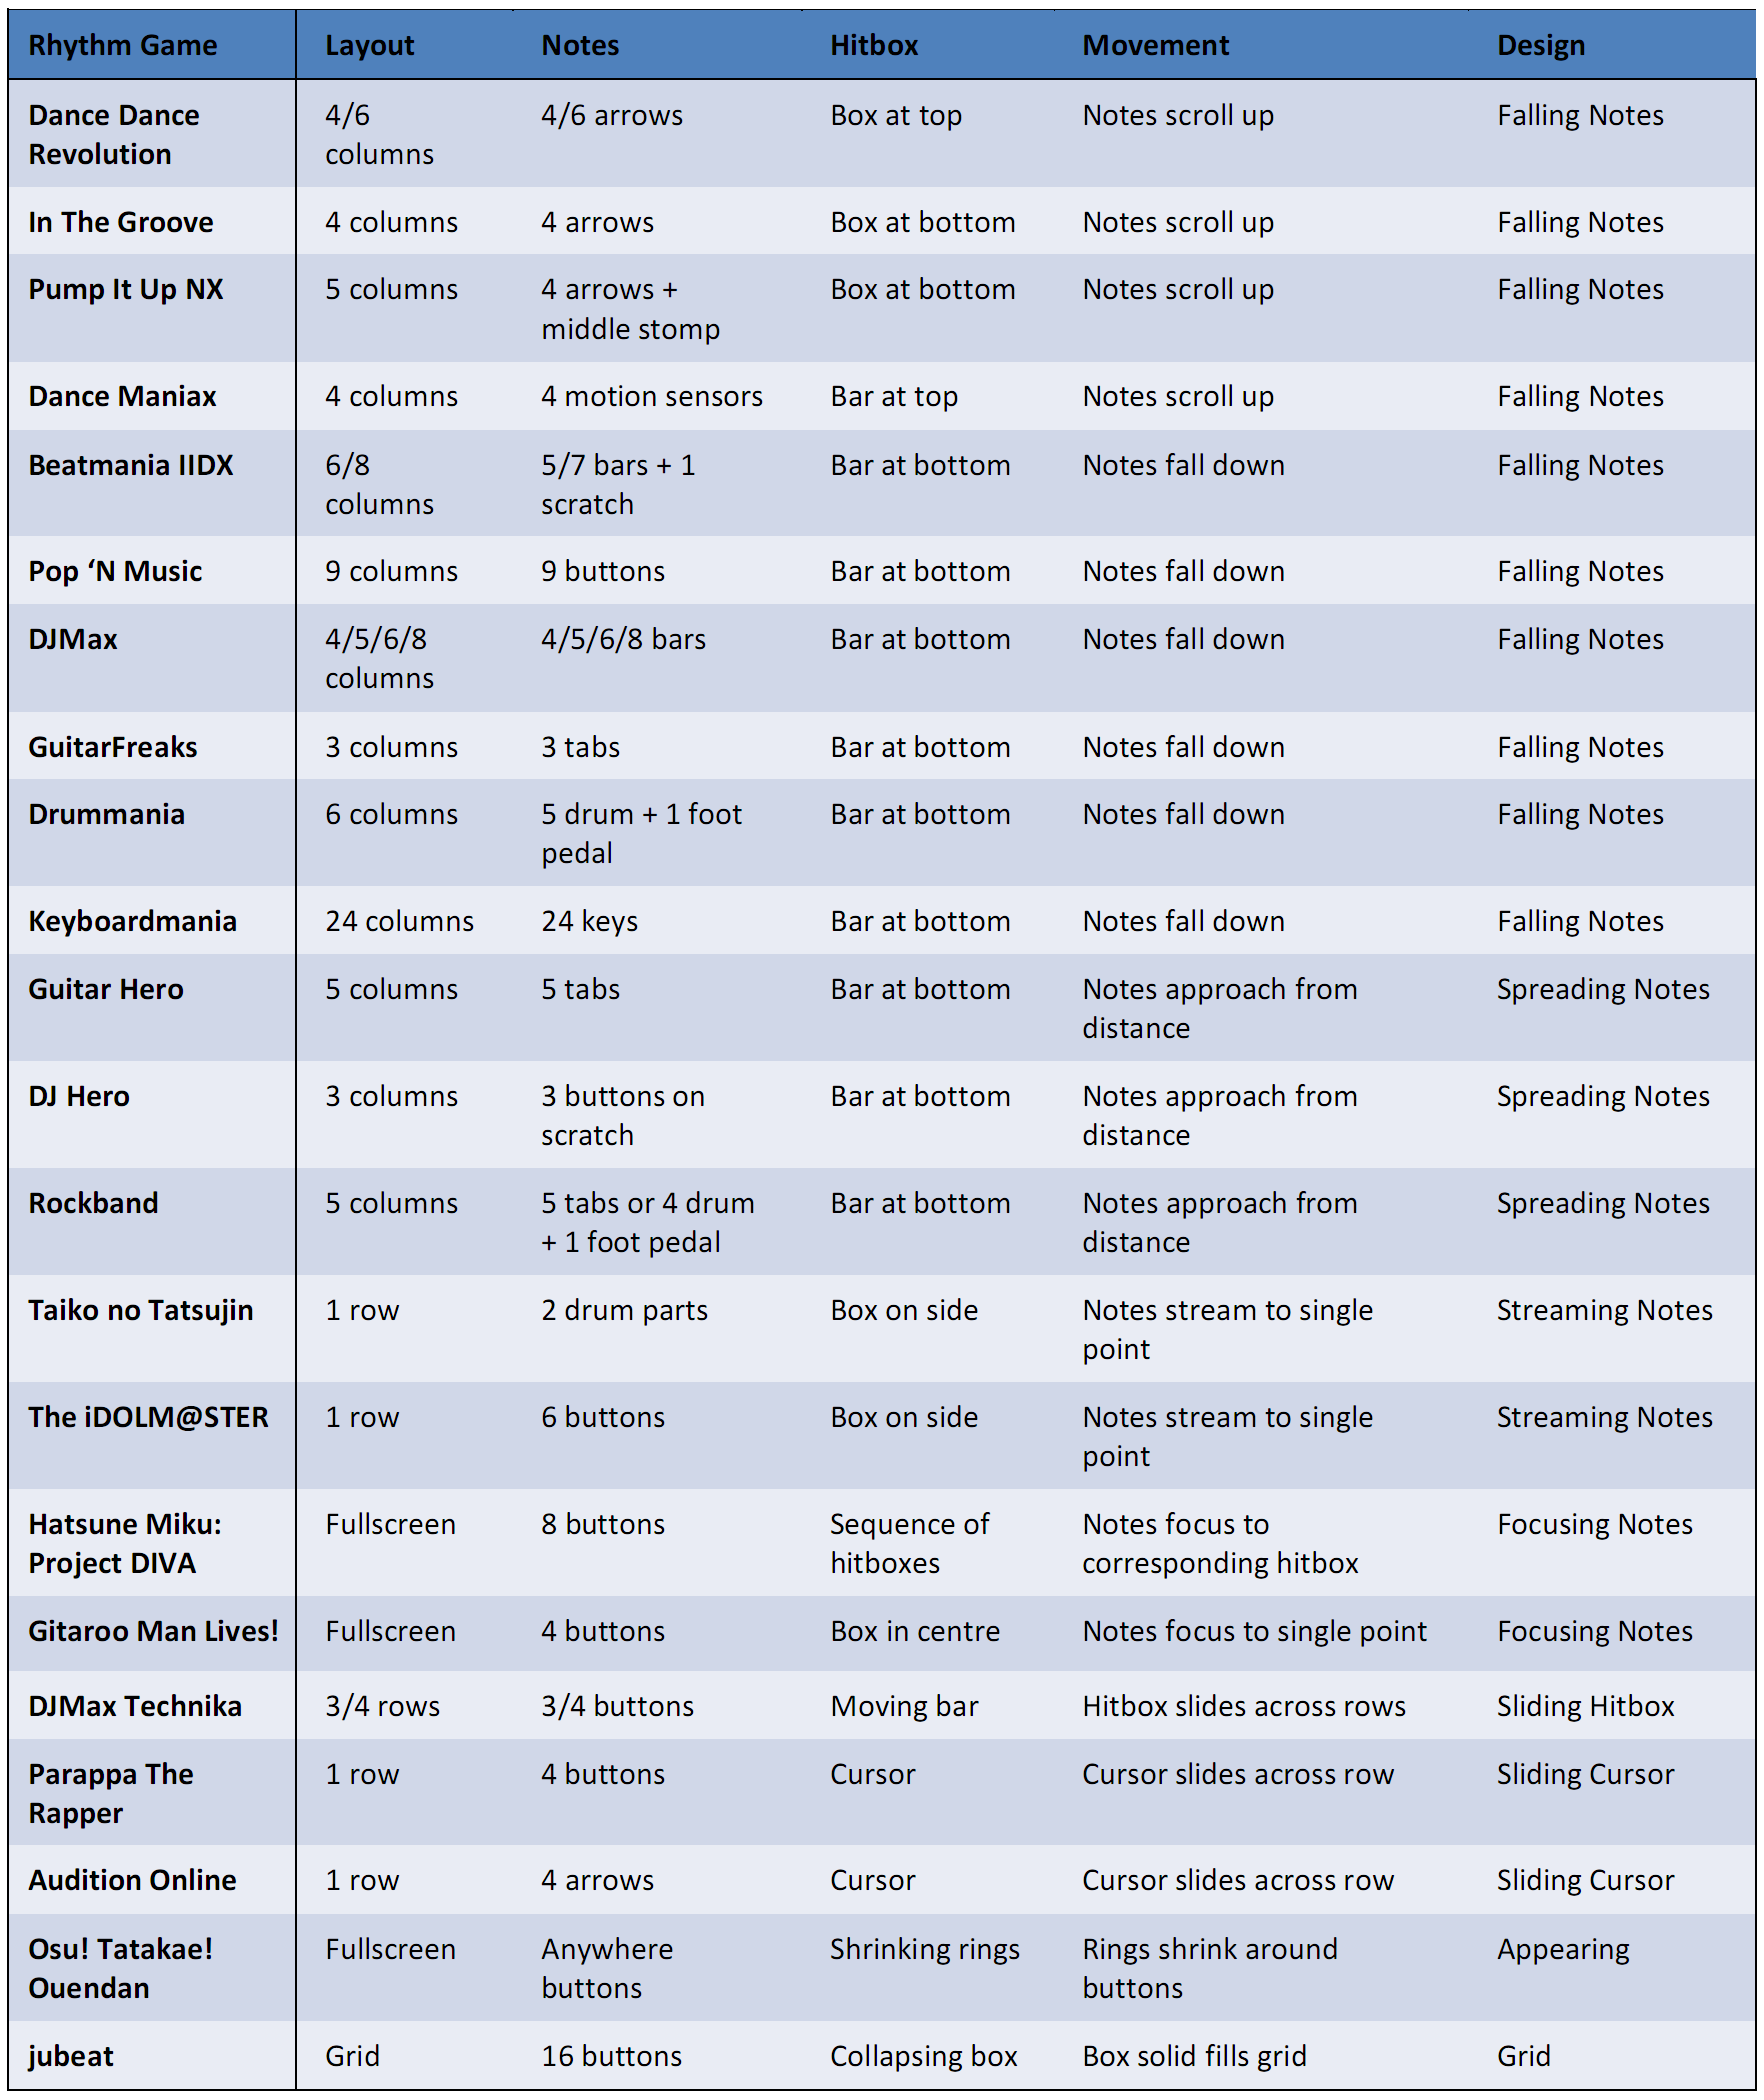 Rhythm Game Layout Notes Hitbox Movement Design
Dance Dance 4/6 4/6 arrows Box at top Notes scroll up Falling Notes
Revolution columns
In The Groove 4 columns 4 arrows Box at bottom Notes scroll up Falling Notes
Pump It Up NX 5 columns 4 arrows + Box at bottom Notes scroll up Falling Notes
middle stomp
Dance Maniax 4 columns 4 motion sensors Bar at top Notes scroll up Falling Notes
Beatmania IIDX 6/8 5/7 bars + 1 Bar at bottom Notes fall down Falling Notes
columns scratch
Pop ‘N Music 9 columns 9 buttons Bar at bottom Notes fall down Falling Notes
DJMax 4/5/6/8 4/5/6/8 bars Bar at bottom Notes fall down Falling Notes
columns
GuitarFreaks 3 columns 3 tabs Bar at bottom Notes fall down Falling Notes
Drummania 6 columns 5 drum + 1 foot Bar at bottom Notes fall down Falling Notes
pedal
Keyboardmania 24 columns 24 keys Bar at bottom Notes fall down Falling Notes
Guitar Hero 5 columns 5 tabs Bar at bottom Notes approach from Spreading Notes
distance
DJ Hero 3 columns 3 buttons on Bar at bottom Notes approach from Spreading Notes
scratch distance
Rockband 5 columns 5 tabs or 4 drum Bar at bottom Notes approach from Spreading Notes
+ 1 foot pedal distance
Taiko no Tatsujin 1 row 2 drum parts Box on side Notes stream to single Streaming Notes
point
The iDOLM@STER 1 row 6 buttons Box on side Notes stream to single Streaming Notes
point
Hatsune Miku: Fullscreen 8 buttons Sequence of Notes focus to Focusing Notes
Project DIVA hitboxes corresponding hitbox
Gitaroo Man Lives! Fullscreen 4 buttons Box in centre Notes focus to single point Focusing Notes
DJMax Technika 3/4 rows 3/4 buttons Moving bar Hitbox slides across rows Sliding Hitbox
Parappa The 1 row 4 buttons Cursor Cursor slides across row Sliding Cursor
Rapper
Audition Online 1 row 4 arrows Cursor Cursor slides across row Sliding Cursor
Osu! Tatakae! Fullscreen Anywhere Shrinking rings Rings shrink around Appearing
Ouendan buttons buttons
jubeat Grid 16 buttons Collapsing box Box solid fills grid Grid